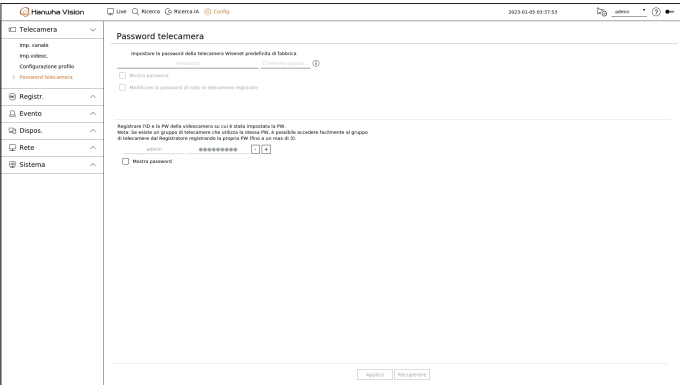 Hanwha Vision
Live Ricerca Ricerca IA Config
2023-01-05 03:37:53
admin
Telecamera
Imp. canale
Imp.videoc.
Configurazione profilo
Password telecamera
Registr.
Evento
Dispos.
Rete
Sistema
Password telecamera
Impostare la password della telecamera Wisenet predefinita di fabbrica
Password Conferma passw...
Mostra password
Modificare la password di tutte le telecamere registrate
Registrare l'ID e la PW della videocamera su cui è stata impostata la PW.
Nota: Se esiste un gruppo di telecamere che utilizza la stessa PW, è possibile accedere facilmente al gruppo
di telecamere dal Registratore registrando la propria PW (fino a un max di 3).
admin ●●●●●●●●● - +
Mostra password
Applica Recuperare